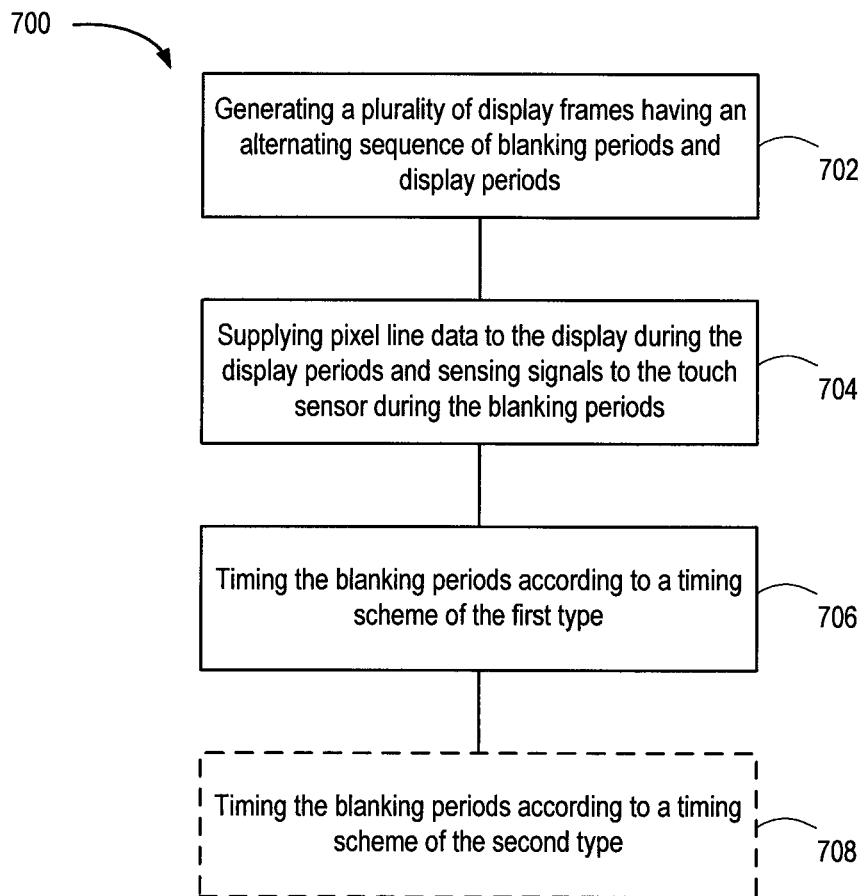 700
Generating a plurality of display frames having an
alternating sequence of blanking periods and
display periods
702
Supplying pixel line data to the display during the
display periods and sensing signals to the touch
sensor during the blanking periods
704
Timing the blanking periods according to a timing
scheme of the first type
706
Timing the blanking periods according to a timing
scheme of the second type
708